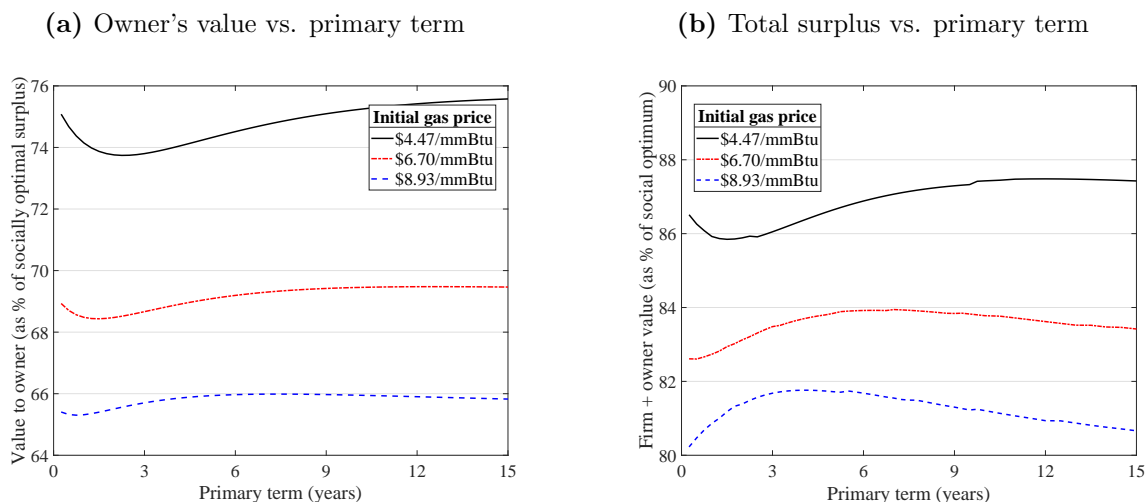 (a) Owner's value vs. primary term
Value to owner (as % of socially optimal surplus)
76
74
72
70
68
66
64
Initial gas price
$4.47/mmBtu
$6.70/mmBtu
$8.93/mmBtu
0 3 6 9 12 15
Primary term (years)
(b) Total surplus vs. primary term
Firm + owner value (as % of social optimum)
90
88
86
84
82
80
Initial gas price
$4.47/mmBtu
$6.70/mmBtu
$8.93/mmBtu
0 3 6 9 12 15
Primary term (years)